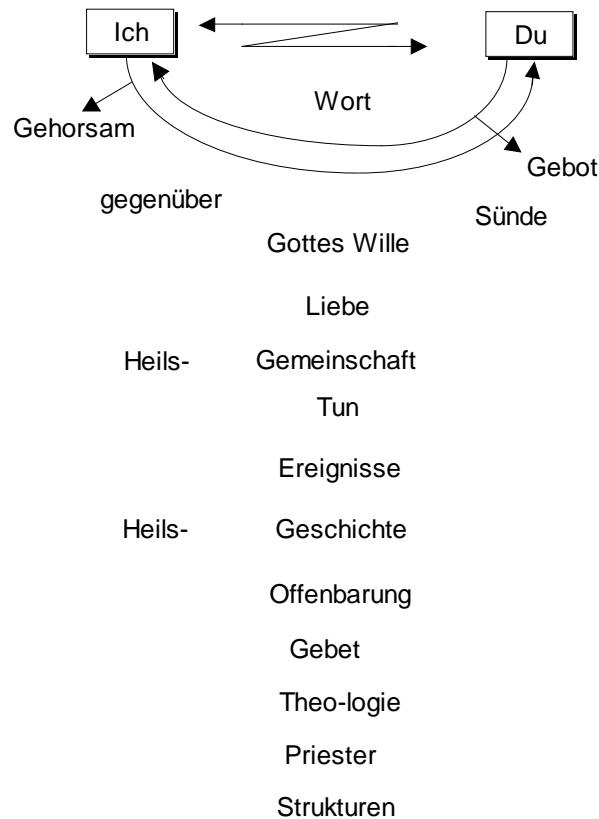 Ich Du
Wort
Gehorsam
Gebot
gegenüber
Sünde
Gottes Wille
Liebe
Heils- Gemeinschaft
Tun
Ereignisse
Heils- Geschichte
Offenbarung
Gebet
Theo-logie
Priester
Strukturen